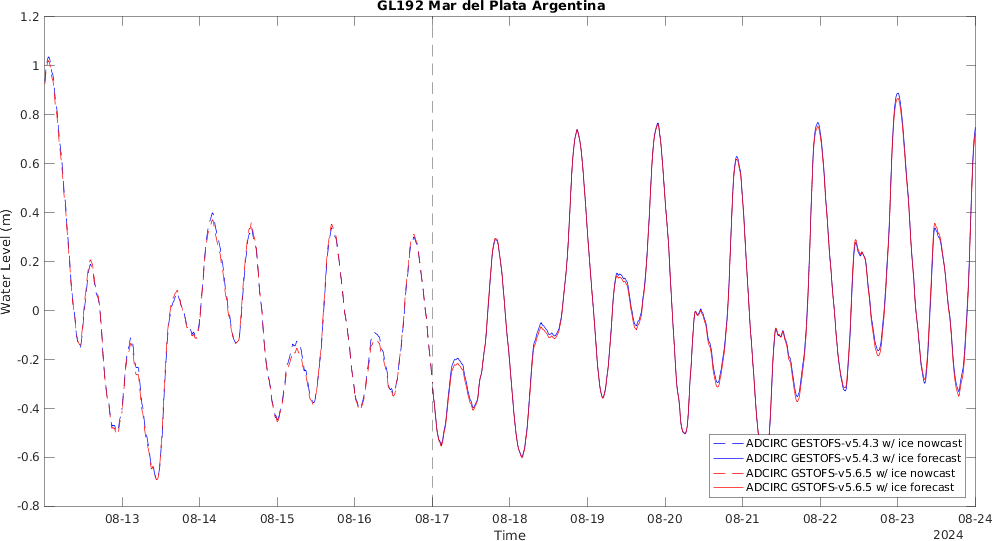 GL192 Mar del Plata Argentina
1.2
1
0.8
0.6
0.4
0.2
0
-0.2
-0.4
-0.6
-0.8
Water Level (m)
ADCIRC GESTOFS-v5.4.3 w/ ice nowcast
ADCIRC GESTOFS-v5.4.3 w/ ice forecast
ADCIRC GSTOFS-v5.6.5 w/ ice nowcast
ADCIRC GSTOFS-v5.6.5 w/ ice forecast
08-13 08-14 08-15 08-16 08-17 08-18 08-19 08-20 08-21 08-22 08-23 08-24
Time
2024